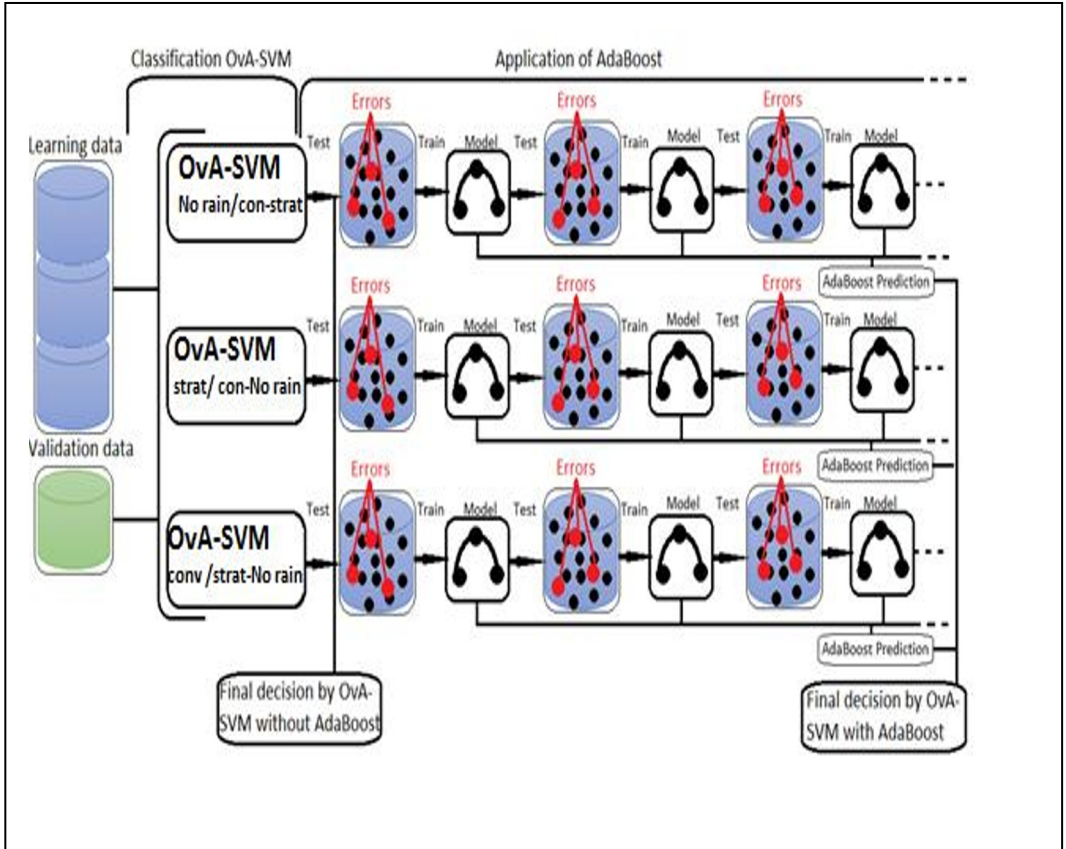 Classification OvA-SVM
Application of AdaBoost
Learning data
Validation data
OvA-SVM
No rain/con-strat
Test
Errors
Train
Model
Test
Errors
Train
Model
Test
Errors
Train
Model
AdaBoost Prediction
OvA-SVM
strat/ con-No rain
Test
Errors
Train
Model
Test
Errors
Train
Model
Test
Errors
Train
Model
AdaBoost Prediction
OvA-SVM
conv /strat-No rain
Test
Errors
Train
Model
Test
Errors
Train
Model
Test
Errors
Train
Model
AdaBoost Prediction
Final decision by OvA-
SVM without AdaBoost
Final decision by OvA-
SVM with AdaBoost